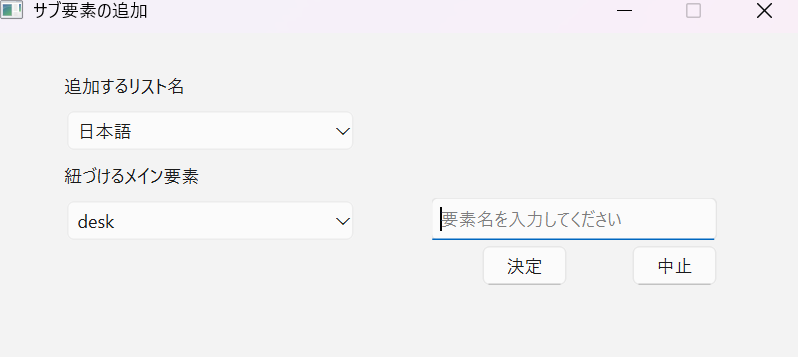 サブ要素の追加
追加するリスト名
日本語
紐づけるメイン要素
desk
要素名を入力してください
決定
中止